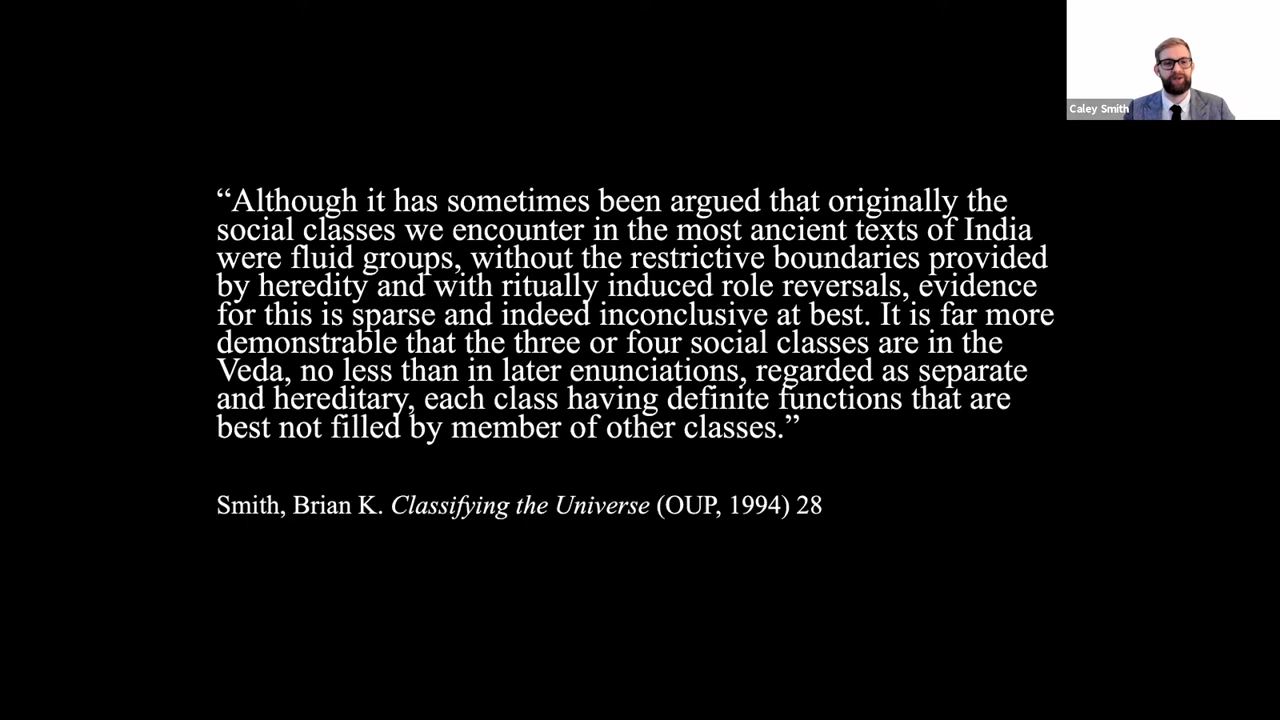 Caley Smith
“Although it has sometimes been argued that originally the
social classes we encounter in the most ancient texts of India
were fluid groups, without the restrictive boundaries provided
by heredity and with ritually induced role reversals, evidence
for this is sparse and indeed inconclusive at best. It is far more
demonstrable that the three or four social classes are in the
Veda, no less than in later enunciations, regarded as separate
and hereditary, each class having definite functions that are
best not filled by member of other classes.”
Smith, Brian K. Classifying the Universe (OUP, 1994) 28